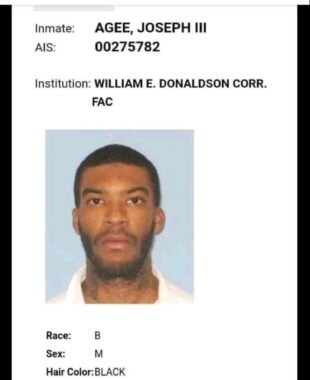 Inmate: AGEE, JOSEPH III
AIS: 00275782
Institution: WILLIAM E. DONALDSON CORR.
FAC
Race: B
Sex: M
Hair Color:BLACK